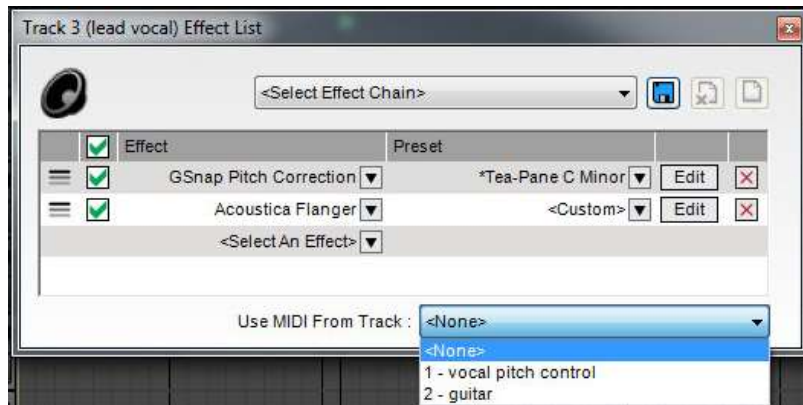 Track 3 (lead vocal) Effect List
<Select Effect Chain>
Effect Preset
GSnap Pitch Correction *Tea-Pane C Minor Edit
Acoustica Flanger <Custom> Edit
<Select An Effect>
Use MIDI From Track : <None>
<None>
1 - vocal pitch control
2 - guitar